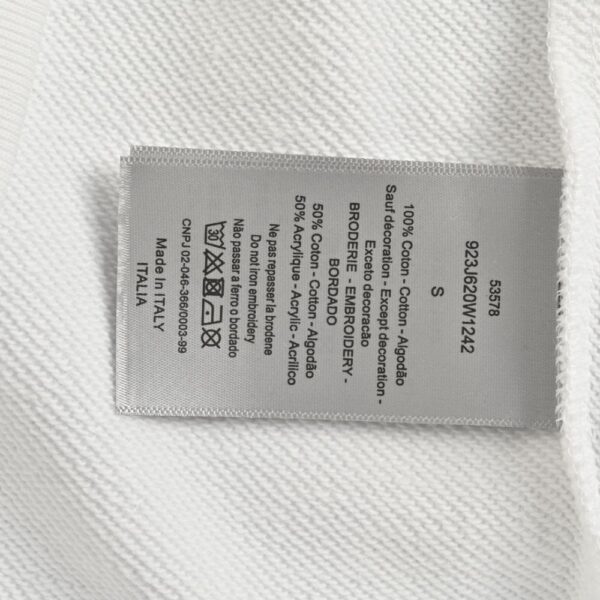 53578
923J620W1242
S
100% Coton - Cotton - Algodão
Sauf décoration - Except decoration -
Exceto decoracão
BRODERIE - EMBROIDERY -
BORDADO
50% Coton - Cotton - Algodão
50% Acrylique - Acrylic - Acrílico
Ne pas repasser la brodene
Do not iron embroidery
Não passar a ferro o bordado
30
CNPJ 02-046-366/0003-99
Made In ITALY
ITALIA